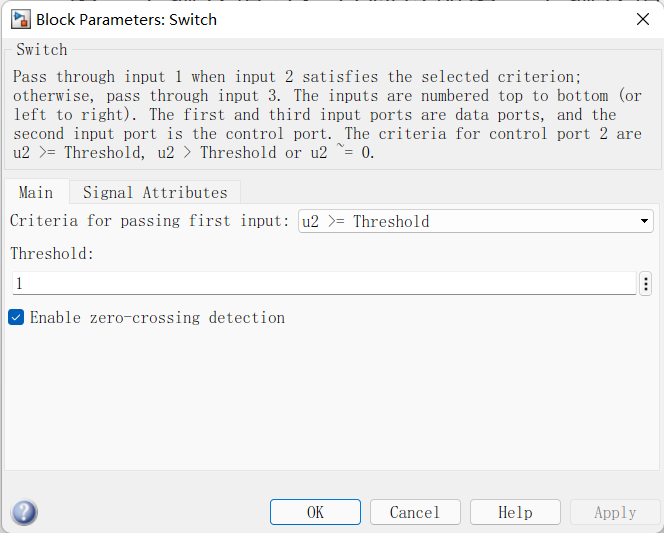 Block Parameters: Switch
Switch
Pass through input 1 when input 2 satisfies the selected criterion;
otherwise, pass through input 3. The inputs are numbered top to bottom (or
left to right). The first and third input ports are data ports, and the
second input port is the control port. The criteria for control port 2 are
u2 >= Threshold, u2 > Threshold or u2 ~= 0.
Main Signal Attributes
Criteria for passing first input: u2 >= Threshold
Threshold:
1
Enable zero-crossing detection
OK Cancel Help Apply